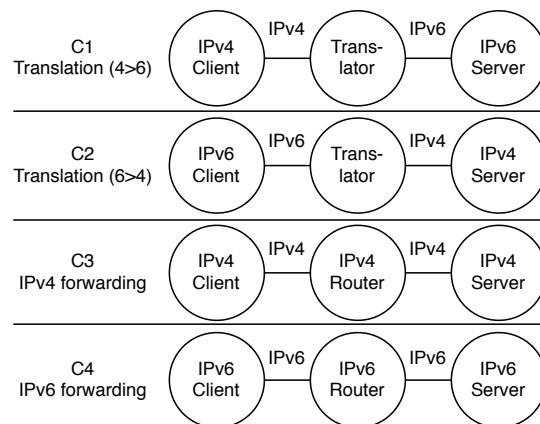 IPv4 IPv6
C1 IPv4 Trans- IPv6
Translation (4>6) Client lator Server
IPv6 IPv4
C2 IPv6 Trans- IPv4
Translation (6>4) Client lator Server
IPv4 IPv4
C3 IPv4 IPv4 IPv4
IPv4 forwarding Client Router Server
IPv6 IPv6
C4 IPv6 IPv6 IPv6
IPv6 forwarding Client Router Server